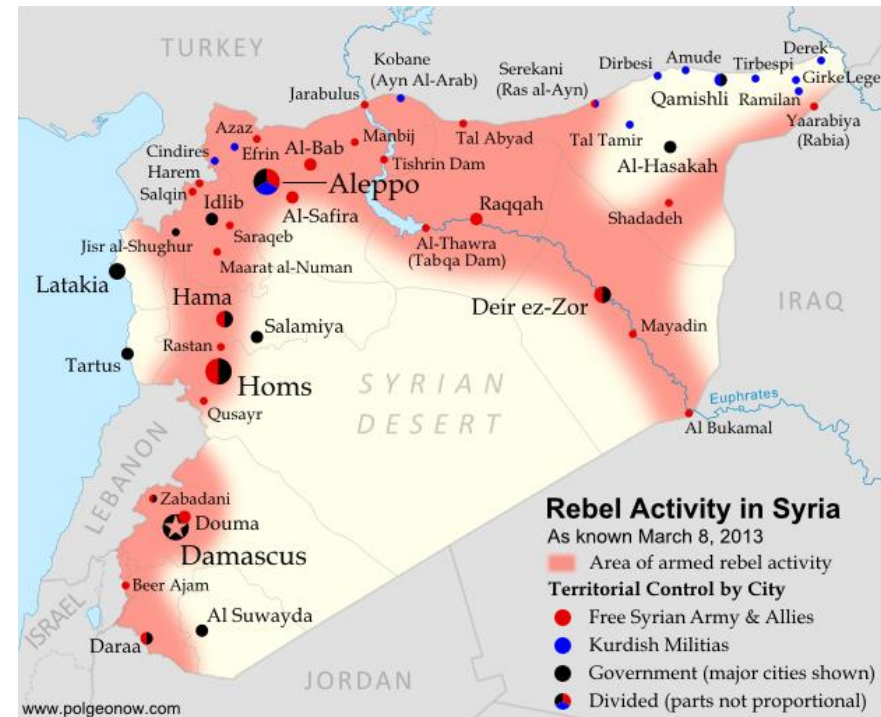 TURKEY
Kobane
(Ayn Al-Arab)
Serekani
(Ras al-Ayn)
Dirbesi
Amude
Tirbespi
Derek
GirkeLege
Qamishli
Ramilan
Yaarabiya
(Rabia)
Jarabulus
Azaz
Cindires
Efrin
Al-Bab
Manbij
Tal Abyad
Tal Tamir
Al-Hasakah
Harem
Salqin
Aleppo
Tishrin Dam
Idlib
Al-Safira
Raqqah
Shadadeh
Saraqeb
Jisr al-Shughur
Al-Thawra
(Tabqa Dam)
Maarat al-Numan
Latakia
Hama
Salamiya
Deir ez-Zor
IRAQ
Mayadin
Rastan
Tartus
Homs
SYRIAN
DESERT
Euphrates
Qusayr
Al Bukamal
LEBANON
Zabadani
Douma
Damascus
Beer Ajam
ISRAEL
Al Suwayda
Daraa
JORDAN
Rebel Activity in Syria
As known March 8, 2013
Area of armed rebel activity
Territorial Control by City
Free Syrian Army & Allies
Kurdish Militias
Government (major cities shown)
Divided (parts not proportional)
www.polgeonow.com